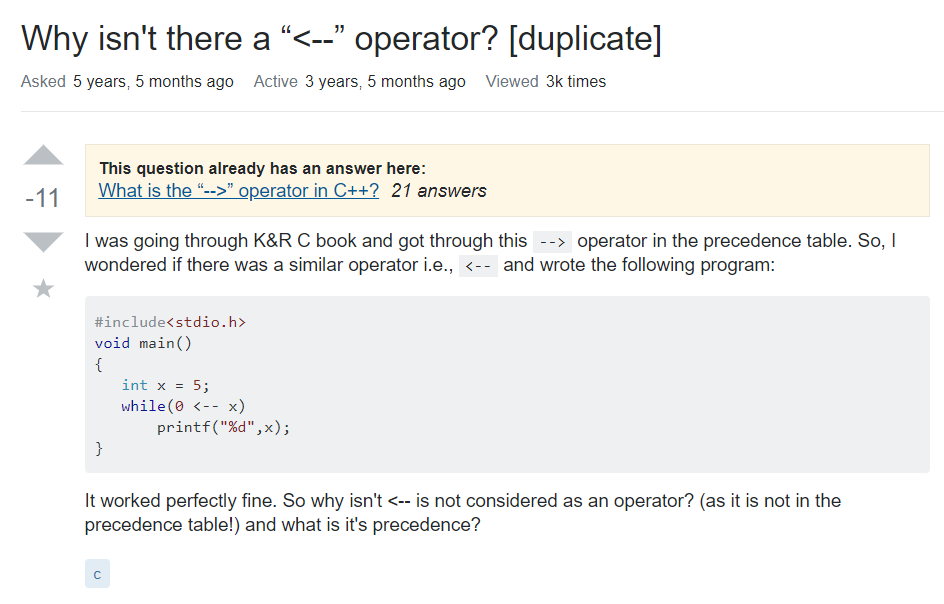 Why isn't there a “<--” operator? [duplicate]
Asked 5 years, 5 months ago Active 3 years, 5 months ago Viewed 3k times
-11
This question already has an answer here:
What is the “-->” operator in C++? 21 answers
I was going through K&R C book and got through this --> operator in the precedence table. So, I
wondered if there was a similar operator i.e., <-- and wrote the following program:
#include<stdio.h>
void main()
{
   int x = 5;
   while(0 <-- x)
       printf("%d",x);
}
It worked perfectly fine. So why isn't <-- is not considered as an operator? (as it is not in the
precedence table!) and what is it's precedence?
c